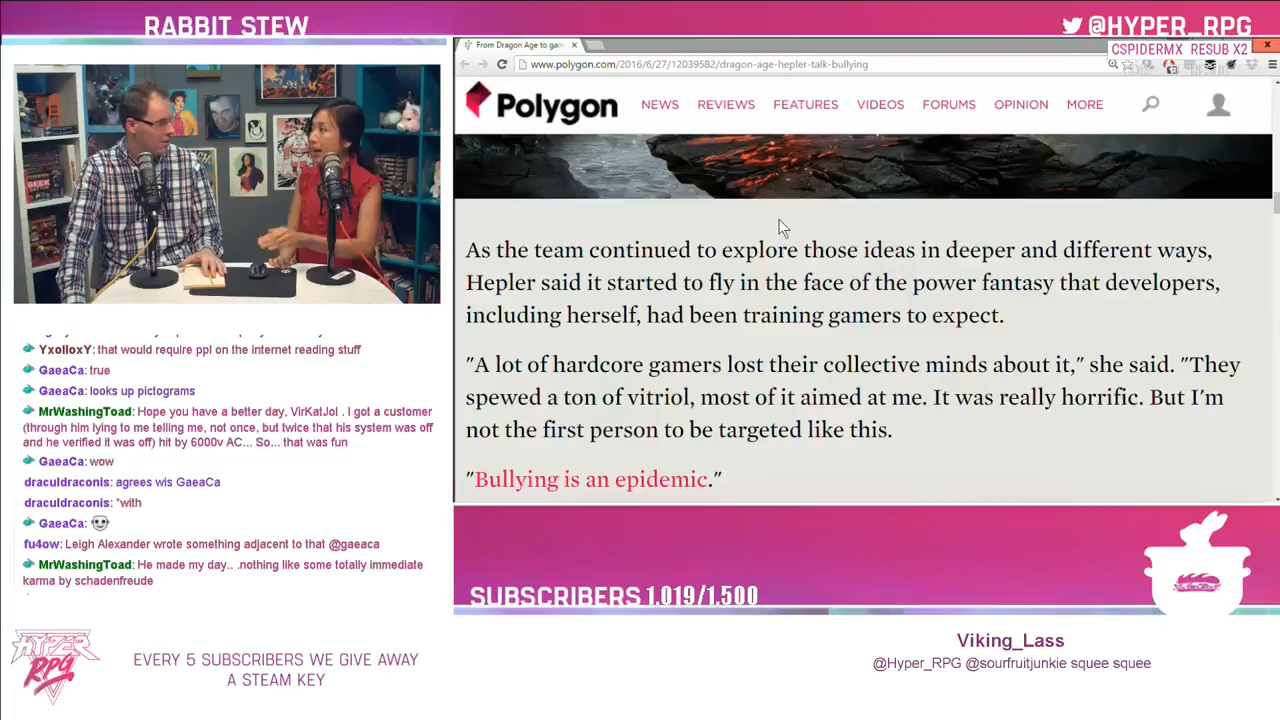 RABBIT STEW
@HYPER_RPG
CSPIDERMX RESUB X2
From Dragon Age to gam
www.polygon.com/2016/6/27/12039582/dragon-age-hepler-talk-bullying
Polygon
NEWS
REVIEWS
FEATURES
VIDEOS
FORUMS
OPINION
MORE
GEEK
As the team continued to explore those ideas in deeper and different ways,
Hepler said it started to fly in the face of the power fantasy that developers,
including herself, had been training gamers to expect.
"A lot of hardcore gamers lost their collective minds about it," she said. "They
spewed a ton of vitriol, most of it aimed at me. It was really horrific. But I'm
not the first person to be targeted like this.
"Bullying is an epidemic."
YxolloxY: that would require ppl on the internet reading stuff
GaeaCa: true
GaeaCa: looks up pictograms
MrWashingToad: Hope you have a better day, VirKatJol . I got a customer
(through him lying to me telling me, not once, but twice that his system was off
and he verified it was off) hit by 6000v AC... So... that was fun
GaeaCa: wow
draculdraconis: agrees wis GaeaCa
draculdraconis: *with
GaeaCa:
fu4ow: Leigh Alexander wrote something adjacent to that @gaeaca
MrWashingToad: He made my day.. .nothing like some totally immediate
karma by schadenfreude
SUBSCRIBERS 1,019/1,500
HYPER
RPG
EVERY 5 SUBSCRIBERS WE GIVE AWAY
A STEAM KEY
Viking_Lass
@Hyper_RPG @sourfruitjunkie squee squee